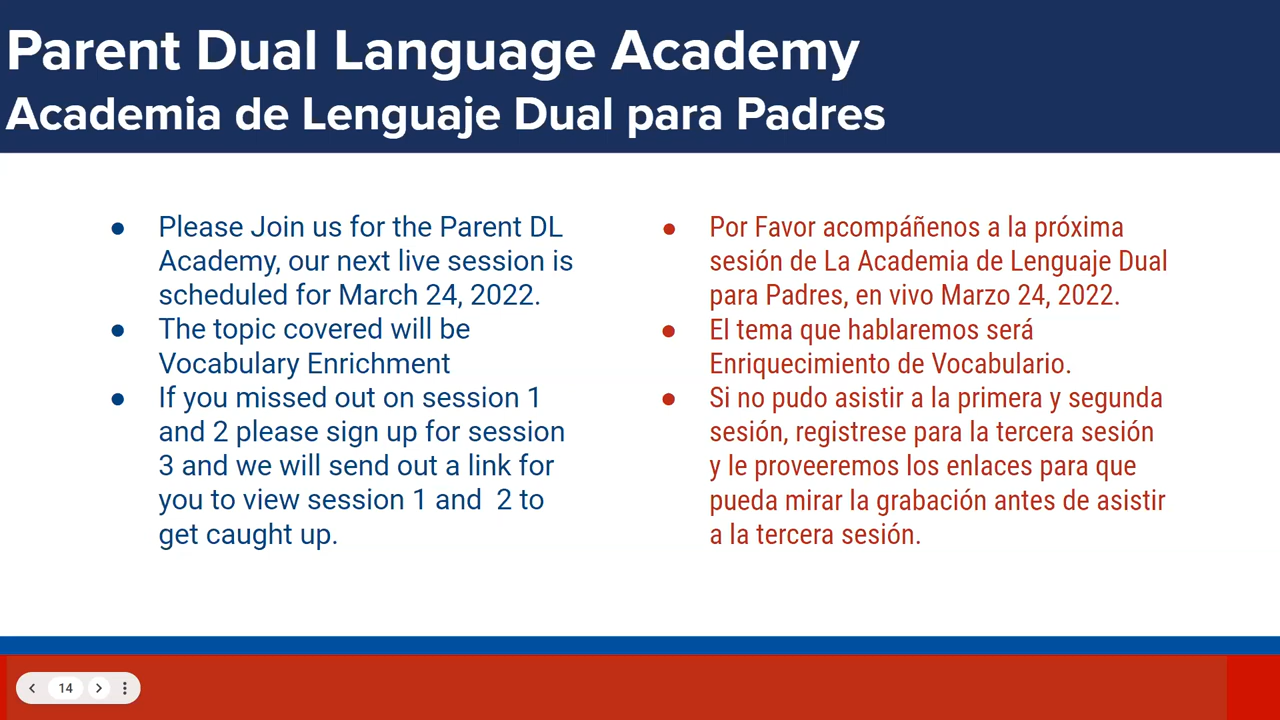 Parent Dual Language Academy
Academia de Lenguaje Dual para Padres
● Please Join us for the Parent DL
Academy, our next live session is
scheduled for March 24, 2022.
● The topic covered will be
Vocabulary Enrichment
● If you missed out on session 1
and 2 please sign up for session
3 and we will send out a link for
you to view session 1 and 2 to
get caught up.
● Por Favor acompáñenos a la próxima
sesión de La Academia de Lenguaje Dual
para Padres, en vivo Marzo 24, 2022.
● El tema que hablaremos será
Enriquecimiento de Vocabulario.
● Si no pudo asistir a la primera y segunda
sesión, registrese para la tercera sesión
y le proveeremos los enlaces para que
pueda mirar la grabación antes de asistir
a la tercera sesión.
14